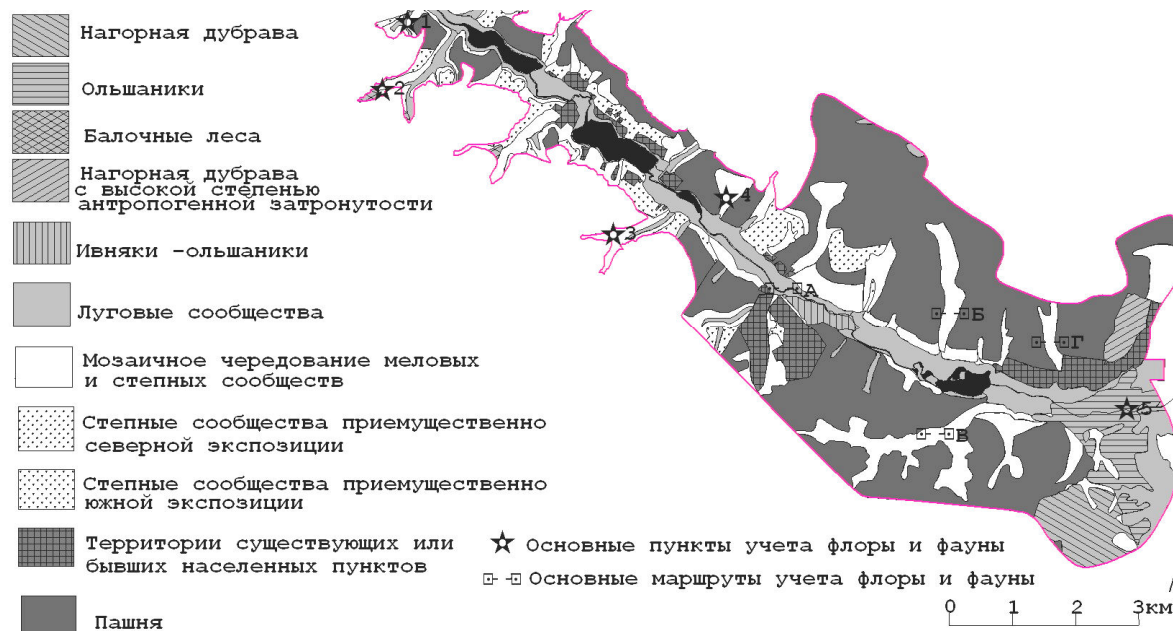 Нагорная дубрава
Ольшаники
Балочные леса
Нагорная дубрава
с высокой степенью
антропогенной затронутости
Ивняки -ольшаники
Луговые сообщества
Мозаичное чередование меловых
и степных сообществ
Степные сообщества приемущественно
северной экспозиции
Степные сообщества приемущественно
южной экспозиции
Территории существующих или
бывших населенных пунктов
Пашня
1
2
3
4
А
Б
Г
5
В
Основные пункты учета флоры и фауны
Основные маршруты учета флоры и фауны
0 1 2 3км